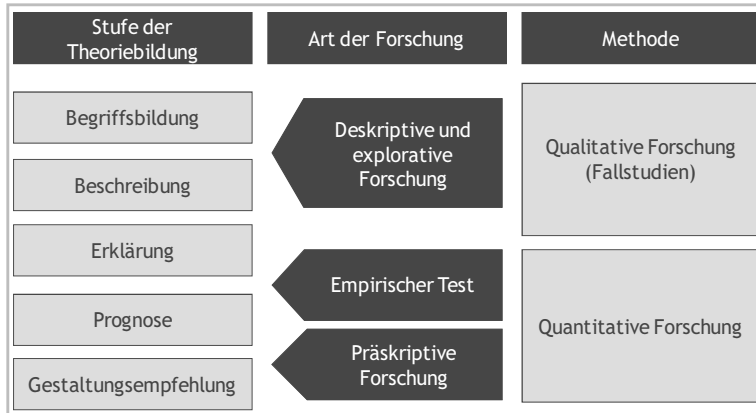 Stufe der
Theoriebildung
Art der Forschung
Methode
Begriffsbildung
Beschreibung
Erklärung
Prognose
Gestaltungsempfehlung
Deskriptive und
explorative
Forschung
Empirischer Test
Präskriptive
Forschung
Qualitative Forschung
(Fallstudien)
Quantitative Forschung